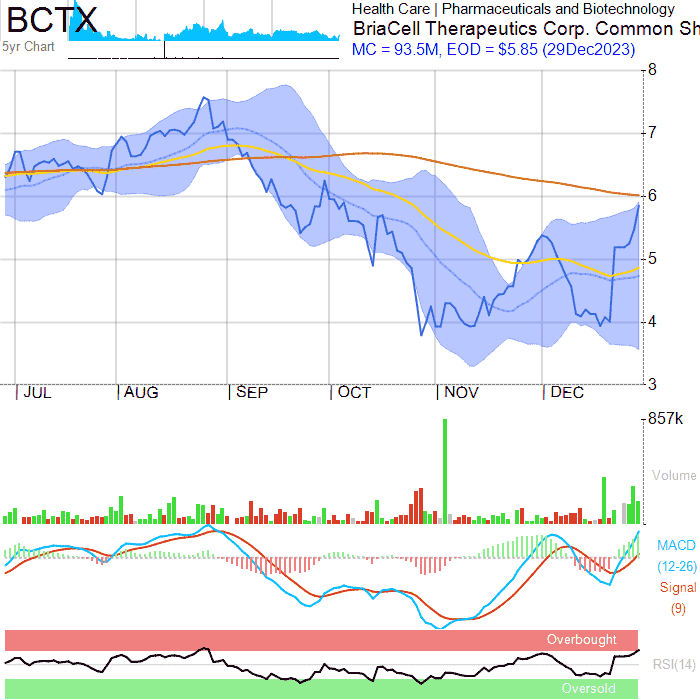 BCTX
5yr Chart
Health Care | Pharmaceuticals and Biotechnology
BriaCell Therapeutics Corp. Common Sh
MC = 93.5M, EOD = $5.85 (29Dec2023)
8
7
6
5
4
3
JUL
AUG
SEP
OCT
NOV
DEC
857k
Volume
MACD
(12-26)
Signal
(9)
Overbought
RSI(14)
Oversold